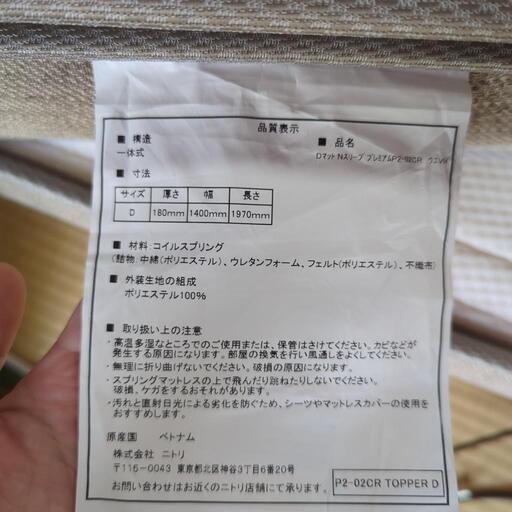 品質表示
■ 構造
一体式
■ 品名
Dマット Nスリープ プレミアムP2-02CR
■ 寸法
サイズ 厚さ 幅 長さ
D 180mm 1400mm 1970mm
■ 材料:コイルスプリング
(詰物:中綿(ポリエステル)、ウレタンフォーム、フェルト(ポリエステル)、不織布)
■ 外装生地の組成
ポリエステル100%
■ 取り扱い上の注意
・高温多湿なところでのご使用または、保管はさけてください。カビなどが
発生する原因になります。部屋の換気を行い風通しをよくしてください。
・無理に折り曲げないでください。破損の原因になります。
・スプリングマットレスの上で飛んだり跳ねたりしないでください。
破損、ケガをするおそれがあります。
・汚れと直射日光による劣化を防ぐため、シーツやマットレスカバーの使用を
おすすめします。
原産国 ベトナム
株式会社 ニトリ
〒115-0043 東京都北区神谷3丁目6番20号
お問い合わせはお近くのニトリ店舗にて承ります。
P2-02CR TOPPER D